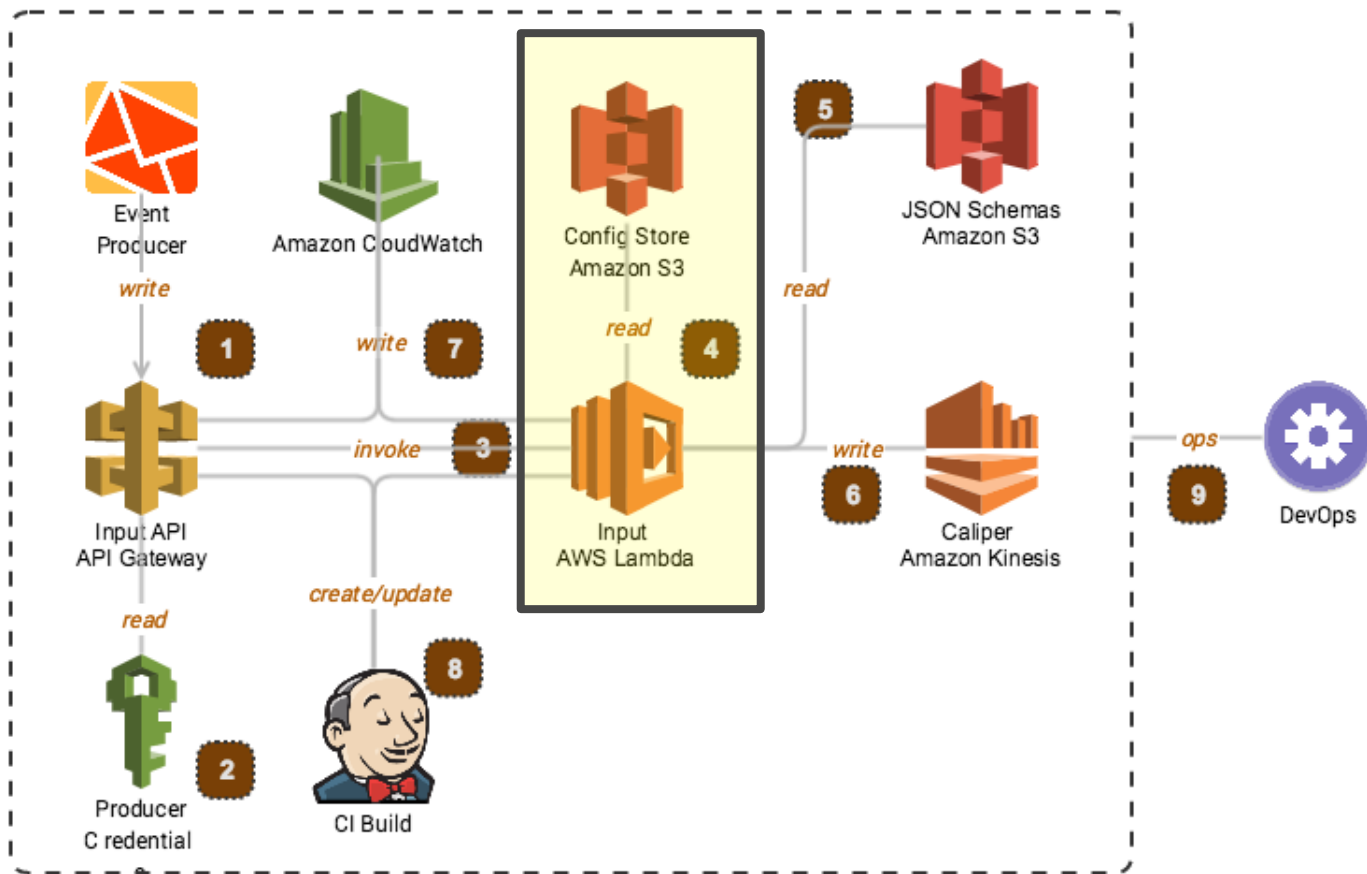 Event
Producer
write
1
Amazon CloudWatch
write
7
Config Store
Amazon S3
read
4
5
JSON Schemas
Amazon S3
read
Input API
API Gateway
invoke
3
Input
AWS Lambda
write
6
Caliper
Amazon Kinesis
ops
9
DevOps
read
2
Producer
C redential
create/update
8
CI Build